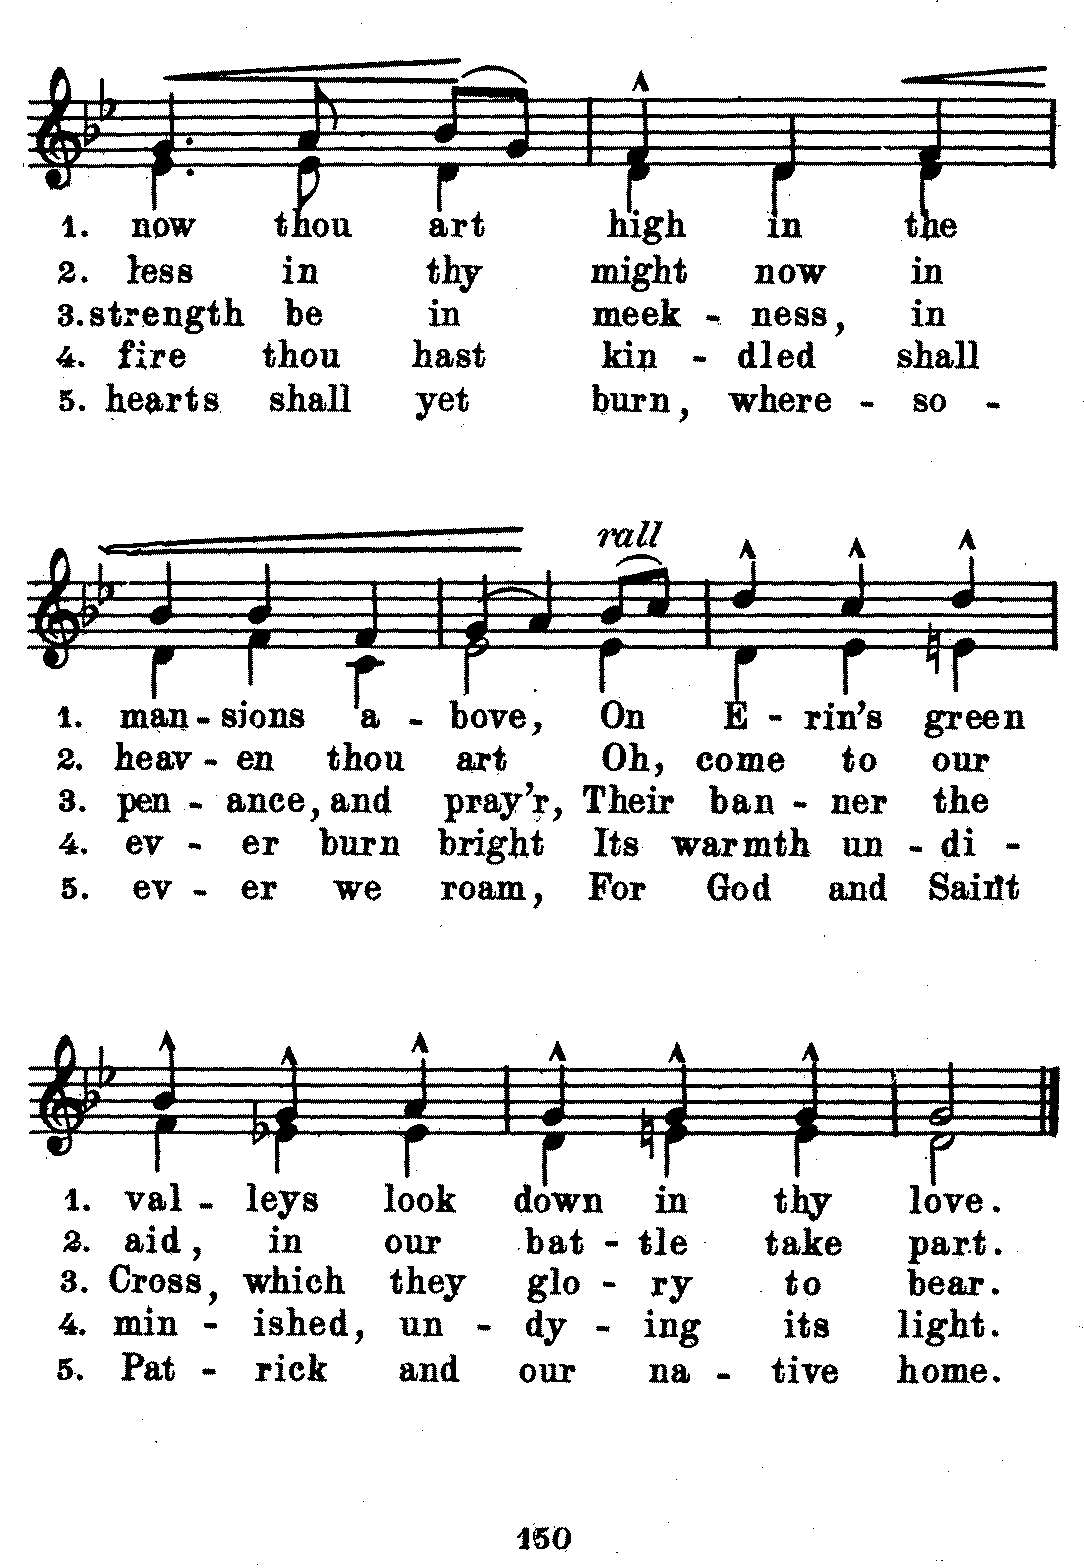 1. now thou art high in the
2. less in thy might now in
3. strength be in meek - ness, in
4. fire thou hast kin - dled shall
5. hearts shall yet burn, where - so -
rall
1. man - sions a - bove, On E - rin's green
2. heav - en thou art Oh, come to our
3. pen - ance, and pray'r, Their ban - ner the
4. ev - er burn bright Its warmth un - di -
5. ev - er we roam, For God and Saint
1. val - leys look down in thy love.
2. aid, in our bat - tle take part.
3. Cross, which they glo - ry to bear.
4. min - ished, un - dy - ing its light.
5. Pat - rick and our na - tive home.
150